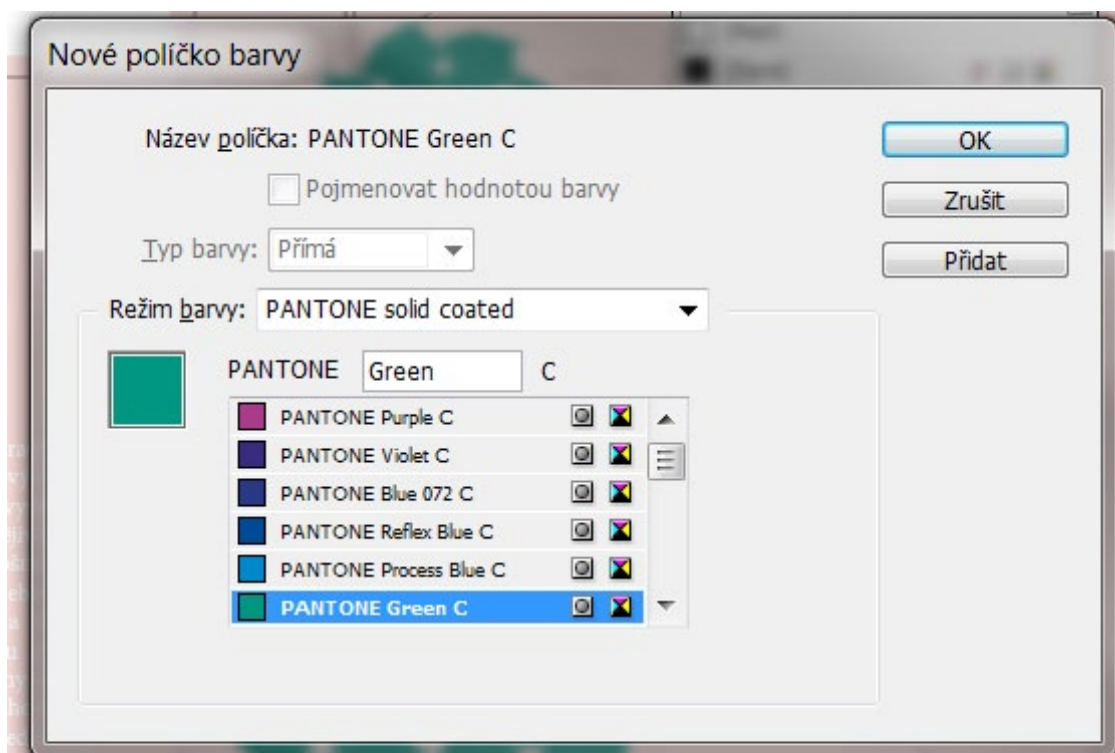 Nové políčko barvy
Název políčka: PANTONE Green C
OK
Pojmenovat hodnotou barvy
Zrušit
Typ barvy: Přímá
Přidat
Režim barvy: PANTONE solid coated
PANTONE Green C
PANTONE Purple C
PANTONE Violet C
PANTONE Blue 072 C
PANTONE Reflex Blue C
PANTONE Process Blue C
PANTONE Green C